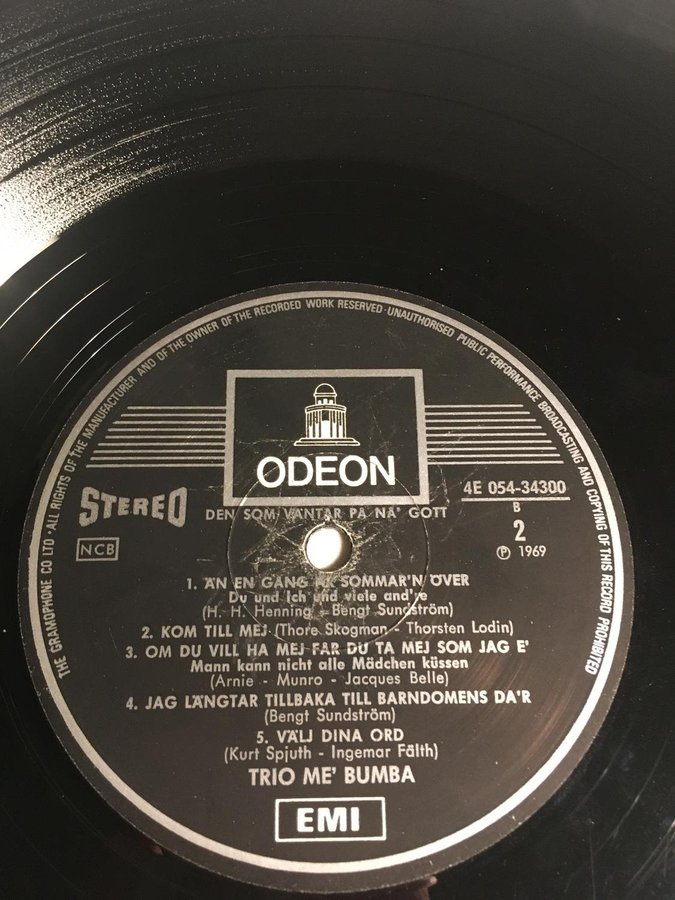 THE GRAMOPHONE CO LTD · ALL RIGHTS OF THE MANUFACTURER AND OF THE OWNER OF THE RECORDED WORK RESERVED · UNAUTHORISED PUBLIC PERFORMANCE BROADCASTING AND COPYING OF THIS RECORD PROHIBITED
ODEON
STEREO
4E 054-34300
B
DEN SOM VÄNTAR PÅ NÅ' GOTT
2
NCB
Ⓟ 1969
1. ÄN EN GÅNG ÄR SOMMAR'N ÖVER
Du und Ich und viele and're
(H. H. Henning - Bengt Sundström)
2. KOM TILL MEJ (Thore Skogman - Thorsten Lodin)
3. OM DU VILL HA MEJ FÅR DU TA MEJ SOM JAG E'
Mann kann nicht alle Mädchen küssen
(Arnie - Munro - Jacques Belle)
4. JAG LÄNGTAR TILLBAKA TILL BARNDOMENS DA'R
(Bengt Sundström)
5. VÄLJ DINA ORD
(Kurt Spjuth - Ingemar Fälth)
TRIO ME' BUMBA
EMI